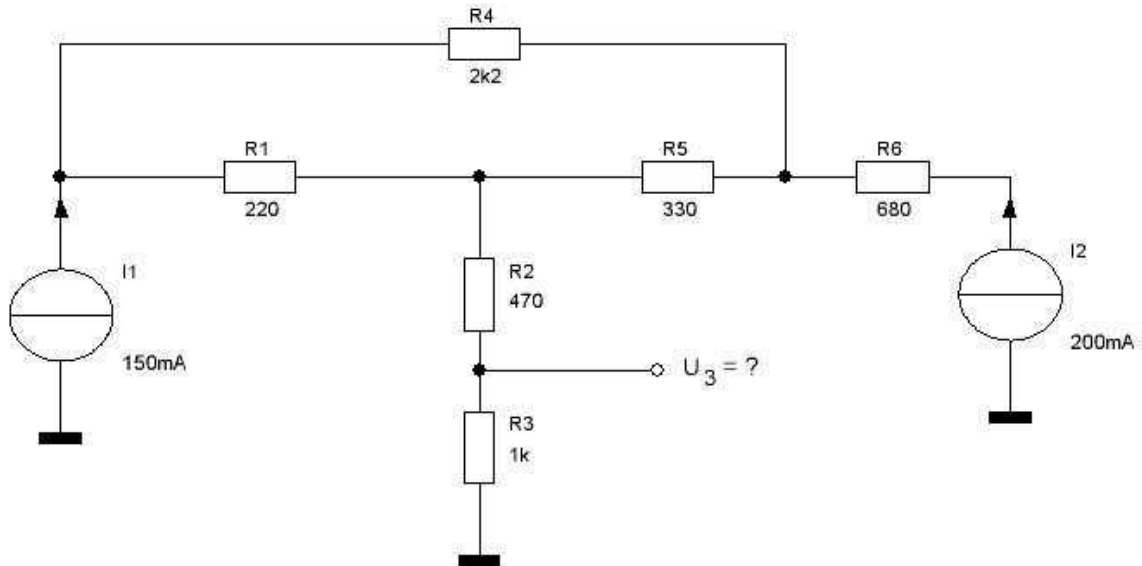 R4
2k2
R1
220
R5
330
R6
680
I1
150mA
R2
470
I2
200mA
U3 = ?
R3
1k